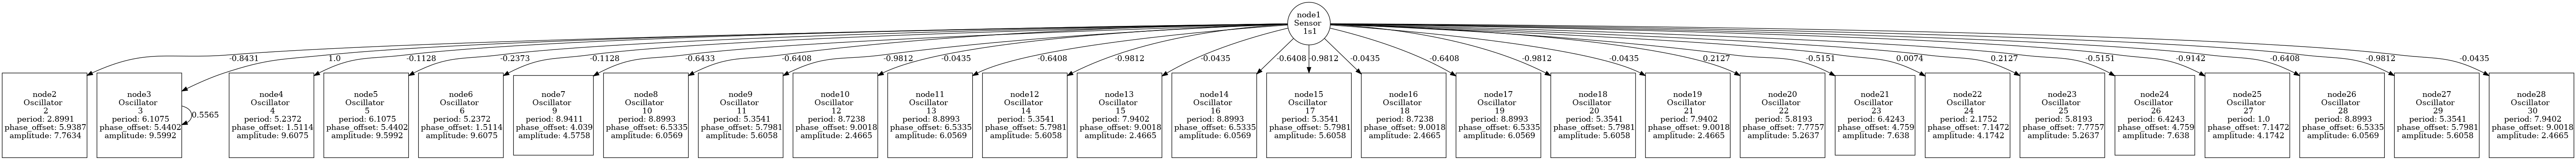 node1
Sensor
1s1
-0.8431
1.0
-0.1128
-0.2373
-0.1128
-0.6433
-0.6408
-0.9812
-0.0435
-0.6408
-0.9812
-0.0435
-0.6408
-0.9812
-0.0435
-0.6408
-0.9812
-0.0435
0.2127
-0.5151
0.0074
0.2127
-0.5151
-0.9142
-0.6408
-0.9812
-0.0435
node2
Oscillator
2
period: 2.8991
phase_offset: 5.9387
amplitude: 7.7634
node3
Oscillator
3
period: 6.1075
phase_offset: 5.4402
amplitude: 9.5992
0.5565
node4
Oscillator
4
period: 5.2372
phase_offset: 1.5114
amplitude: 9.6075
node5
Oscillator
5
period: 6.1075
phase_offset: 5.4402
amplitude: 9.5992
node6
Oscillator
6
period: 5.2372
phase_offset: 1.5114
amplitude: 9.6075
node7
Oscillator
9
period: 8.9411
phase_offset: 4.039
amplitude: 4.5758
node8
Oscillator
10
period: 8.8993
phase_offset: 6.5335
amplitude: 6.0569
node9
Oscillator
11
period: 5.3541
phase_offset: 5.7981
amplitude: 5.6058
node10
Oscillator
12
period: 8.7238
phase_offset: 9.0018
amplitude: 2.4665
node11
Oscillator
13
period: 8.8993
phase_offset: 6.5335
amplitude: 6.0569
node12
Oscillator
14
period: 5.3541
phase_offset: 5.7981
amplitude: 5.6058
node13
Oscillator
15
period: 7.9402
phase_offset: 9.0018
amplitude: 2.4665
node14
Oscillator
16
period: 8.8993
phase_offset: 6.5335
amplitude: 6.0569
node15
Oscillator
17
period: 5.3541
phase_offset: 5.7981
amplitude: 5.6058
node16
Oscillator
18
period: 8.7238
phase_offset: 9.0018
amplitude: 2.4665
node17
Oscillator
19
period: 8.8993
phase_offset: 6.5335
amplitude: 6.0569
node18
Oscillator
20
period: 5.3541
phase_offset: 5.7981
amplitude: 5.6058
node19
Oscillator
21
period: 7.9402
phase_offset: 9.0018
amplitude: 2.4665
node20
Oscillator
22
period: 5.8193
phase_offset: 7.7757
amplitude: 5.2637
node21
Oscillator
23
period: 6.4243
phase_offset: 4.759
amplitude: 7.638
node22
Oscillator
24
period: 2.1752
phase_offset: 7.1472
amplitude: 4.1742
node23
Oscillator
25
period: 5.8193
phase_offset: 7.7757
amplitude: 5.2637
node24
Oscillator
26
period: 6.4243
phase_offset: 4.759
amplitude: 7.638
node25
Oscillator
27
period: 1.0
phase_offset: 7.1472
amplitude: 4.1742
node26
Oscillator
28
period: 8.8993
phase_offset: 6.5335
amplitude: 6.0569
node27
Oscillator
29
period: 5.3541
phase_offset: 5.7981
amplitude: 5.6058
node28
Oscillator
30
period: 7.9402
phase_offset: 9.0018
amplitude: 2.4665